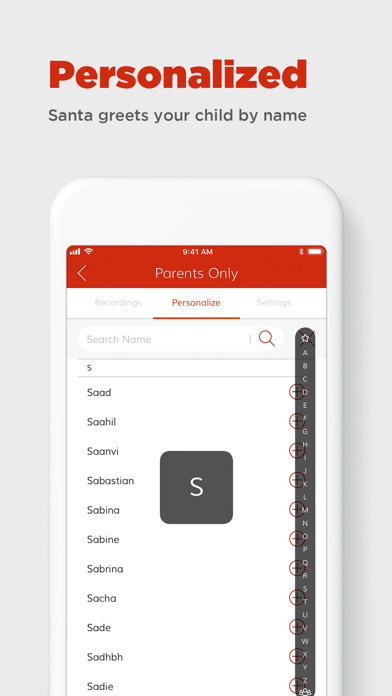 Personalized
Santa greets your child by name
9:41 AM
Parents Only
Recordings Personalize Settings
Search Name
s
Saad
Saahil
Saanvi
Sabastian
Sabina
Sabine
Sabrina
Sacha
Sade
Sadhbh
Sadie
S
A
B
C
D
E
F
G
H
I
J
K
L
M
N
O
P
Q
R
S
T
U
V
W
X
Y
Z